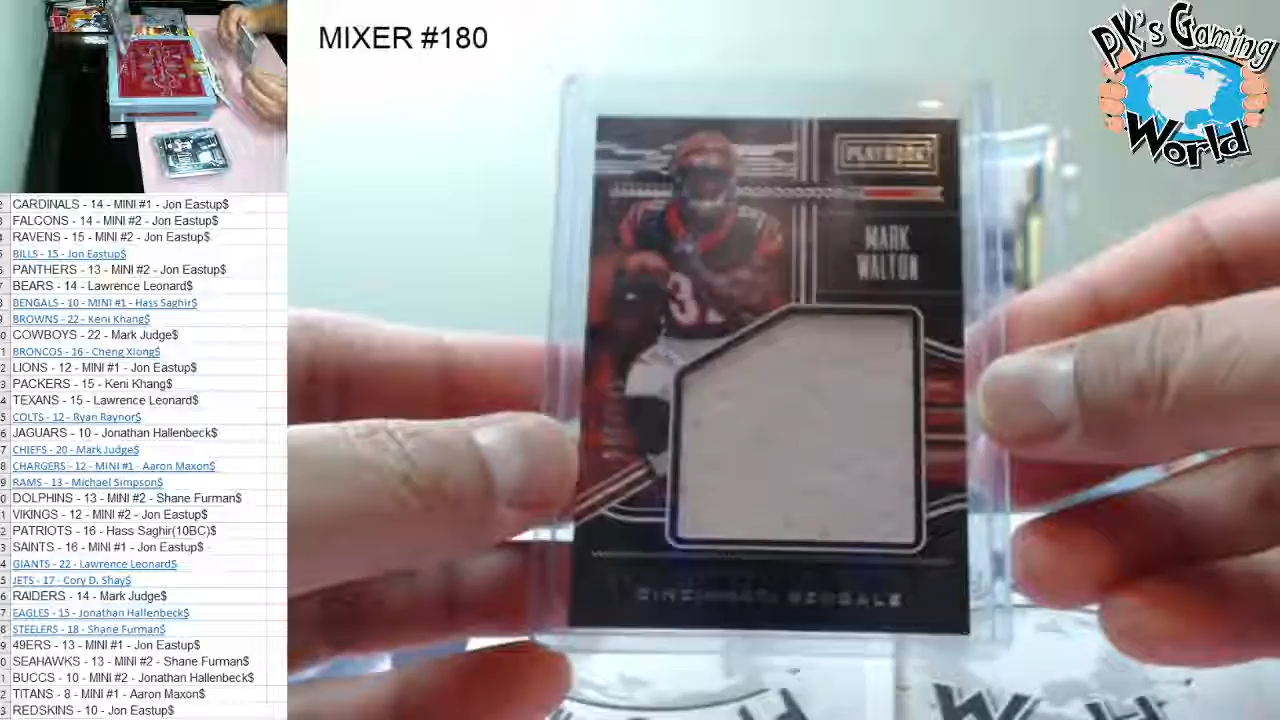 MIXER #180
PK's Gaming
World
PLAYBOOK
MARK
WALTON
3
CINCINNATI BENGALS
World
World
CARDINALS - 14 - MINI #1 - Jon Eastup$
FALCONS - 14 - MINI #2 - Jon Eastup$
RAVENS - 15 - MINI #2 - Jon Eastup$
BILLS - 15 - Jon Eastup$
PANTHERS - 13 - MINI #2 - Jon Eastup$
BEARS - 14 - Lawrence Leonard$
BENGALS - 10 - MINI #1 - Hass Saghir$
BROWNS - 22 - Keni Khang$
COWBOYS - 22 - Mark Judge$
BRONCOS - 16 - Cheng Xiong$
LIONS - 12 - MINI #1 - Jon Eastup$
PACKERS - 15 - Keni Khang$
TEXANS - 15 - Lawrence Leonard$
COLTS - 12 - Ryan Raynor$
JAGUARS - 10 - Jonathan Hallenbeck$
CHIEFS - 20 - Mark Judge$
CHARGERS - 12 - MINI #1 - Aaron Maxon$
RAMS - 13 - Michael Simpson$
DOLPHINS - 13 - MINI #2 - Shane Furman$
VIKINGS - 12 - MINI #2 - Jon Eastup$
PATRIOTS - 16 - Hass Saghir(10BC)$
SAINTS - 16 - MINI #1 - Jon Eastup$
GIANTS - 22 - Lawrence Leonard$
JETS - 17 - Cory D. Shay$
RAIDERS - 14 - Mark Judge$
EAGLES - 15 - Jonathan Hallenbeck$
STEELERS - 18 - Shane Furman$
49ERS - 13 - MINI #1 - Jon Eastup$
SEAHAWKS - 13 - MINI #2 - Shane Furman$
BUCCS - 10 - MINI #2 - Jonathan Hallenbeck$
TITANS - 8 - MINI #1 - Aaron Maxon$
REDSKINS - 10 - Jon Eastup$